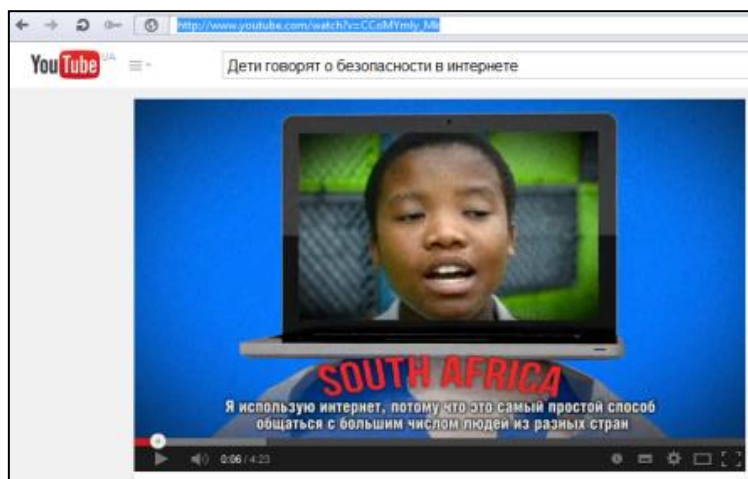 http://www.youtube.com/watch?v=CCoMYmly_Mk
YouTube UA
Дети говорят о безопасности в интернете
SOUTH AFRICA
Я использую интернет, потому что это самый простой способ
общаться с большим числом людей из разных стран
0:06 / 4:23